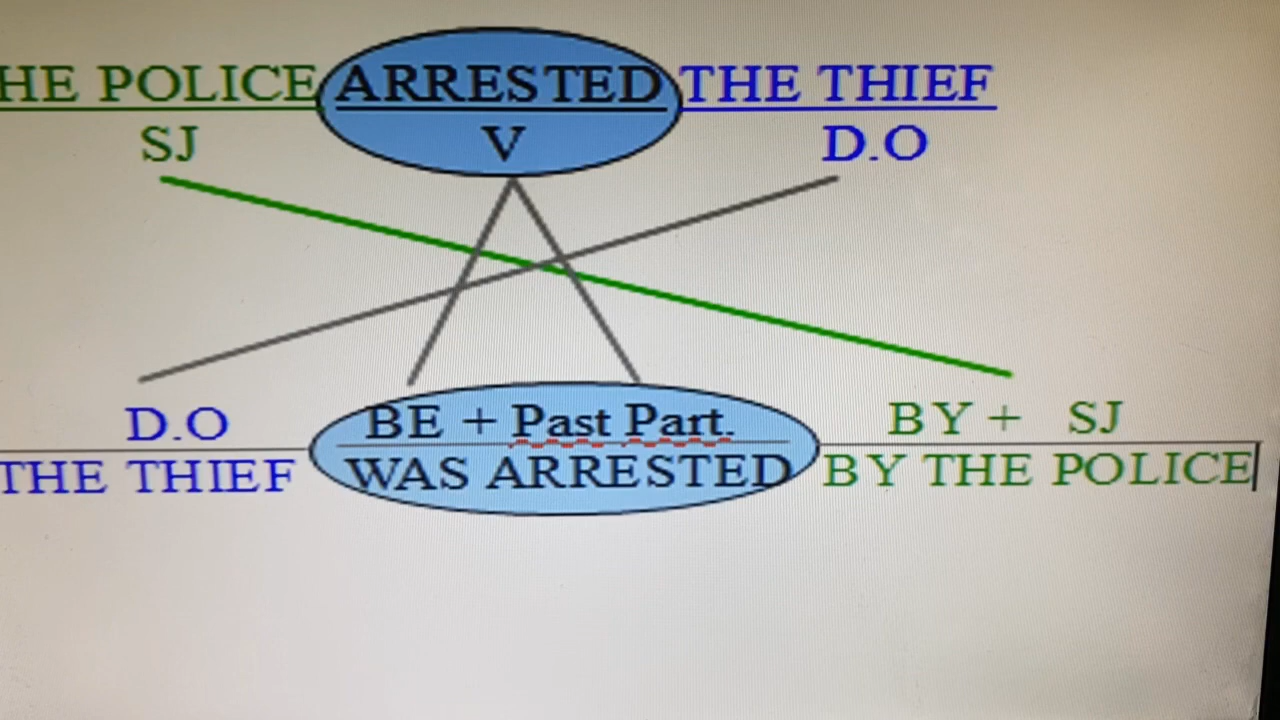 HE POLICE ARRESTED THE THIEF
SJ V D.O
D.O BE + Past Part. BY + SJ
THE THIEF WAS ARRESTED BY THE POLICE